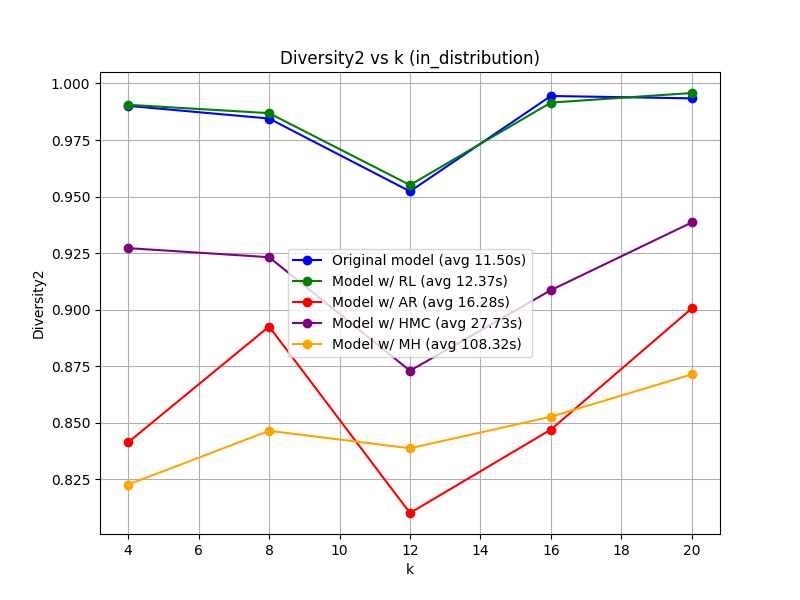 Diversity2 vs k (in_distribution)
1.000
0.975
0.950
0.925
0.900
0.875
0.850
0.825
Diversity2
Original model (avg 11.50s)
Model w/ RL (avg 12.37s)
Model w/ AR (avg 16.28s)
Model w/ HMC (avg 27.73s)
Model w/ MH (avg 108.32s)
4 6 8 10 12 14 16 18 20
k